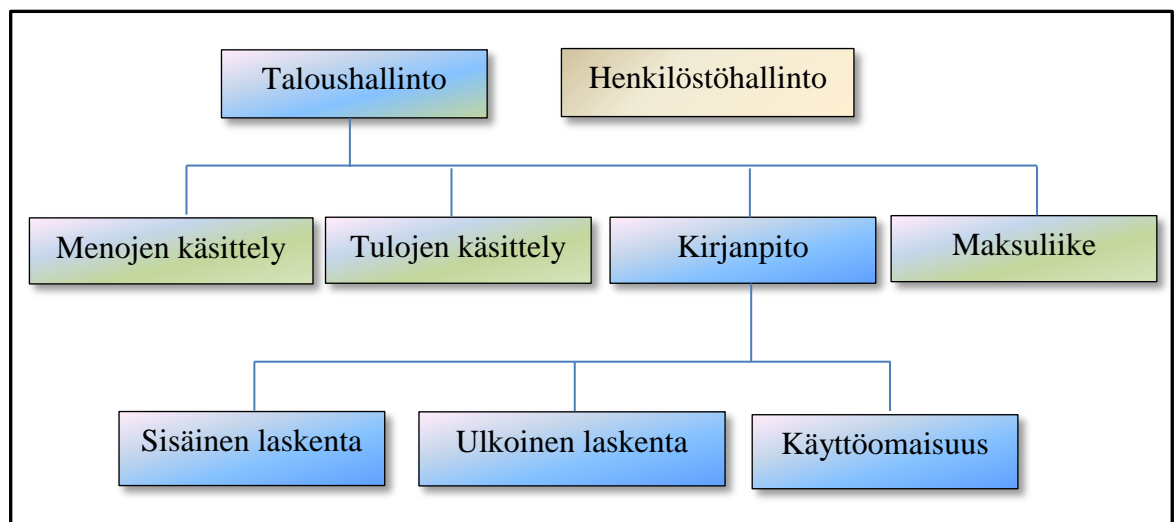 Taloushallinto
Henkilöstöhallinto
Menojen käsittely
Tulojen käsittely
Kirjanpito
Maksuliike
Sisäinen laskenta
Ulkoinen laskenta
Käyttöomaisuus